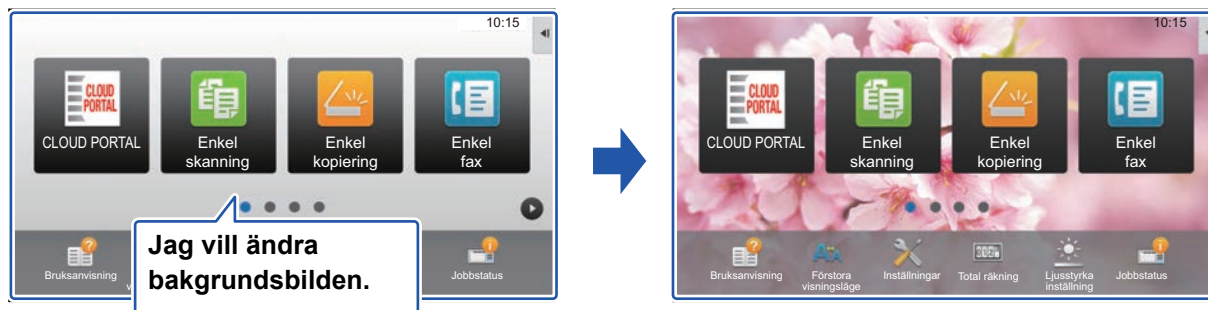 10:15
CLOUD
PORTAL
CLOUD PORTAL
Enkel
skanning
Enkel
kopiering
Enkel
fax
Bruksanvisning
Jobbstatus
Jag vill ändra
bakgrundsbilden.
10:15
CLOUD
PORTAL
CLOUD PORTAL
Enkel
skanning
Enkel
kopiering
Enkel
fax
Bruksanvisning
Förstora
visningsläge
Inställningar
Total räkning
Ljusstyrka
inställning
Jobbstatus